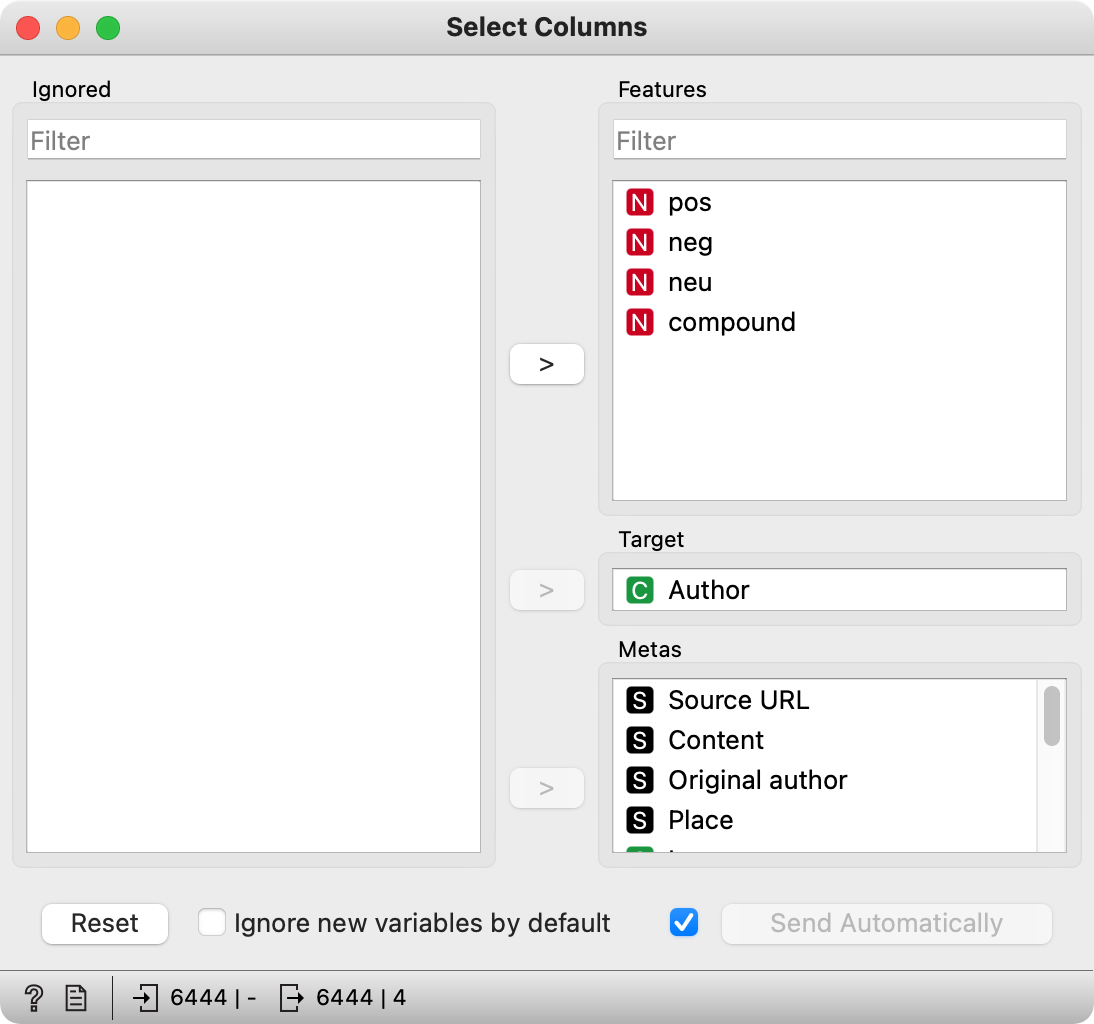 Select Columns
Ignored
Filter
Features
Filter
N pos
N neg
N neu
N compound
>
Target
C Author
>
Metas
S Source URL
S Content
S Original author
S Place
>
Reset
Ignore new variables by default
Send Automatically
? 6444 | - 6444 | 4